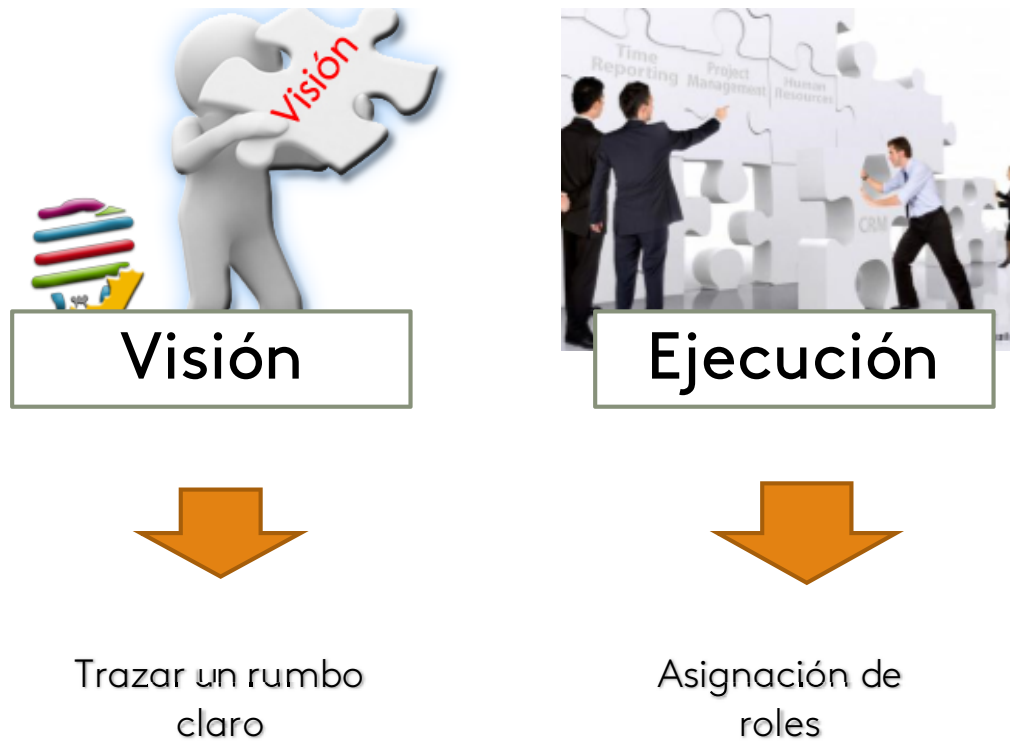 Visión
Time
Reporting
Project
Management
Human
Resources
CRM
Visión
Ejecución
Trazar un rumbo
claro
Asignación de
roles